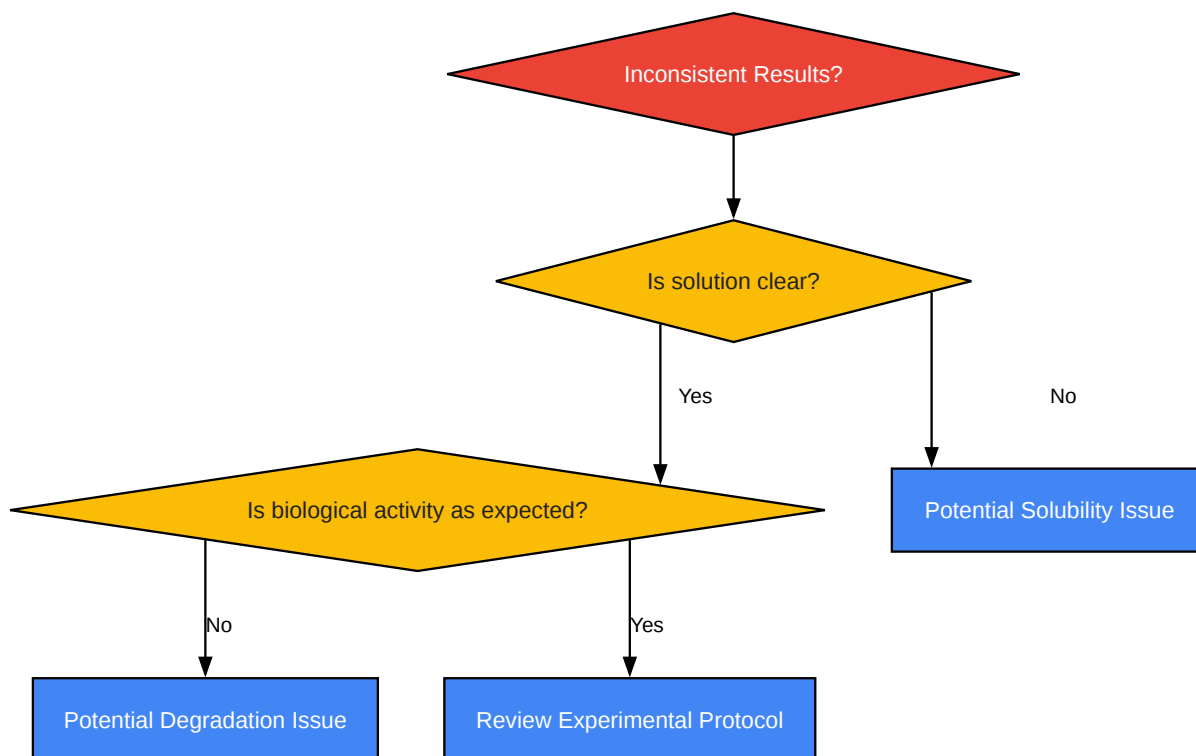 Inconsistent Results?
Is solution clear?
Yes
No
Is biological activity as expected?
Potential Solubility Issue
No
Yes
Potential Degradation Issue
Review Experimental Protocol